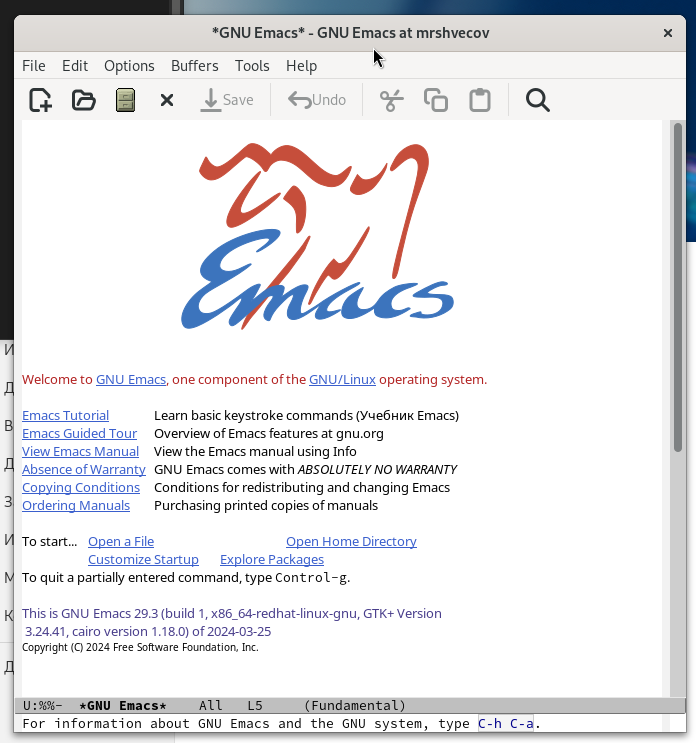 *GNU Emacs* - GNU Emacs at mrshvecov
File Edit Options Buffers Tools Help
Save Undo
Emacs
Welcome to GNU Emacs, one component of the GNU/Linux operating system.
Emacs Tutorial Learn basic keystroke commands (Учебник Emacs)
Emacs Guided Tour Overview of Emacs features at gnu.org
View Emacs Manual View the Emacs manual using Info
Absence of Warranty GNU Emacs comes with ABSOLUTELY NO WARRANTY
Copying Conditions Conditions for redistributing and changing Emacs
Ordering Manuals Purchasing printed copies of manuals
To start... Open a File Open Home Directory
Customize Startup Explore Packages
To quit a partially entered command, type Control-g.
This is GNU Emacs 29.3 (build 1, x86_64-redhat-linux-gnu, GTK+ Version
3.24.41, cairo version 1.18.0) of 2024-03-25
Copyright (C) 2024 Free Software Foundation, Inc.
U:%%- *GNU Emacs* All L5 (Fundamental)
For information about GNU Emacs and the GNU system, type C-h C-a.